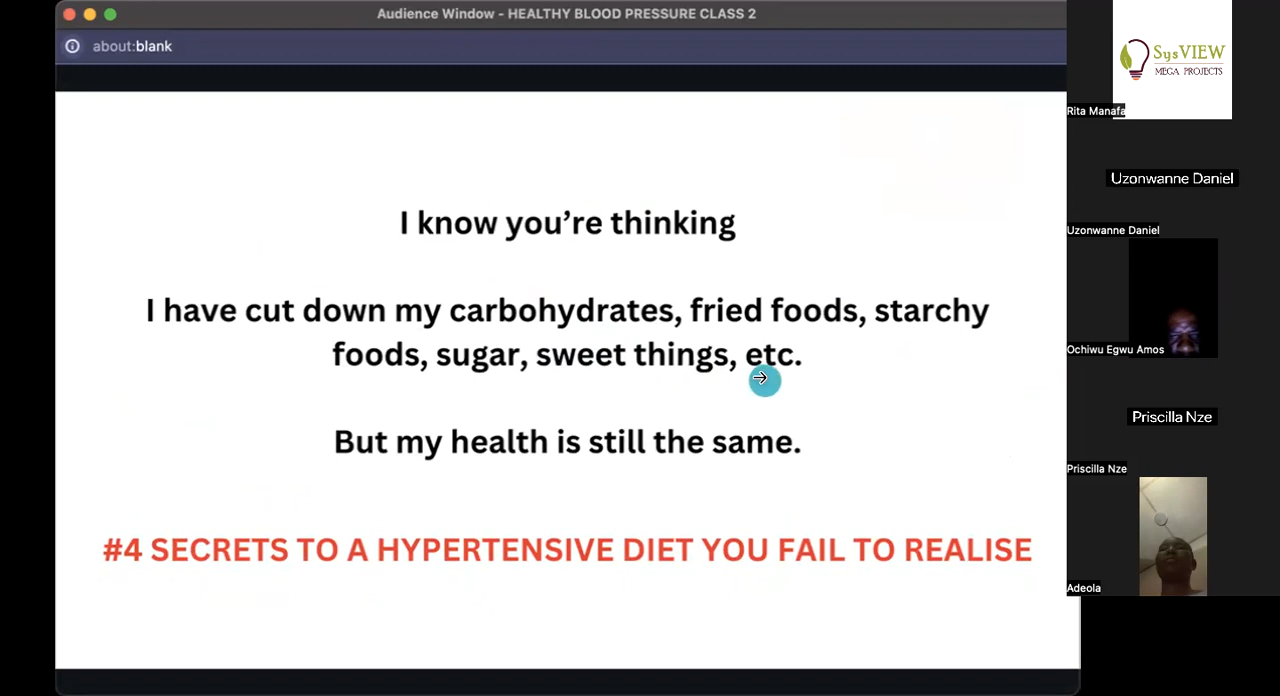 Audience Window - HEALTHY BLOOD PRESSURE CLASS 2
about:blank
I know you're thinking
I have cut down my carbohydrates, fried foods, starchy
foods, sugar, sweet things, etc.
But my health is still the same.
#4 SECRETS TO A HYPERTENSIVE DIET YOU FAIL TO REALISE
SysVIEW
MEGA PROJECTS
Rita Manafa
Uzonwanne Daniel
Uzonwanne Daniel
Ochiwu Egwu Amos
Priscilla Nze
Priscilla Nze
Adeola